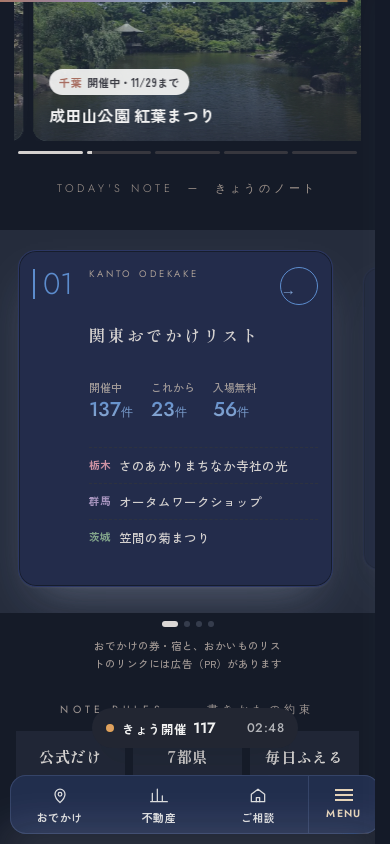 千葉 開催中・11/29まで
成田山公園 紅葉まつり
TODAY'S NOTE — きょうのノート
01
KANTO ODEKAKE
→
関東おでかけリスト
開催中 これから 入場無料
137件 23件 56件
栃木 さのあかりまちなか寺社の光
群馬 オータムワークショップ
茨城 笠間の菊まつり
おでかけの券・宿と、おかいものリス
トのリンクには広告（PR）があります
NOTE RULES 約束
きょう開催 117 02:48
公式だけ 7都県 毎日ふえる
おでかけ 不動産 ご相談 MENU